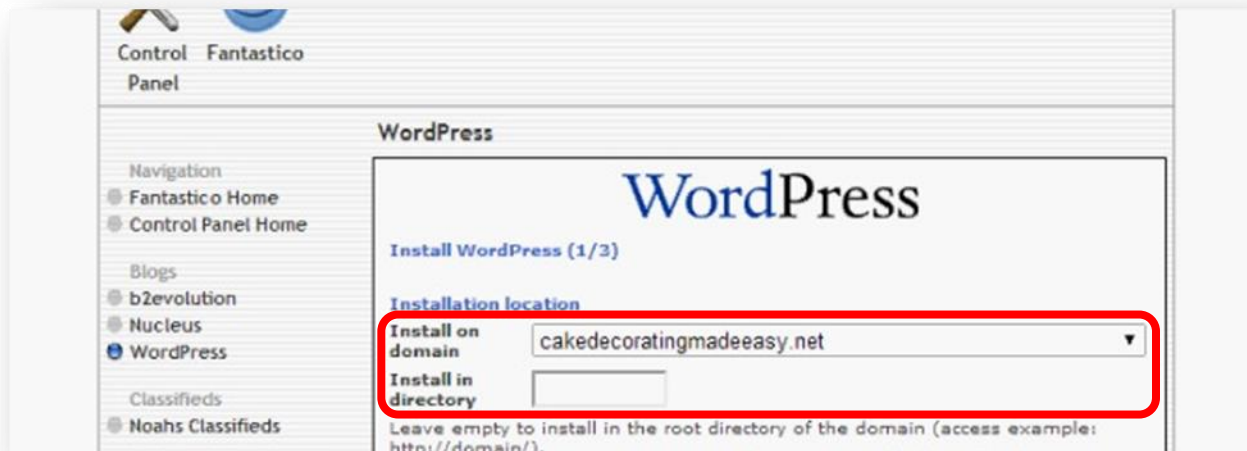 Control Fantastico
Panel
WordPress
Navigation
Fantastico Home
Control Panel Home
Blogs
b2evolution
Nucleus
WordPress
Classifieds
Noahs Classifieds
WordPress
Install WordPress (1/3)
Installation location
Install on
domain
cakedecoratingmadeeasy.net
Install in
directory
Leave empty to install in the root directory of the domain (access example:
http://domain/).